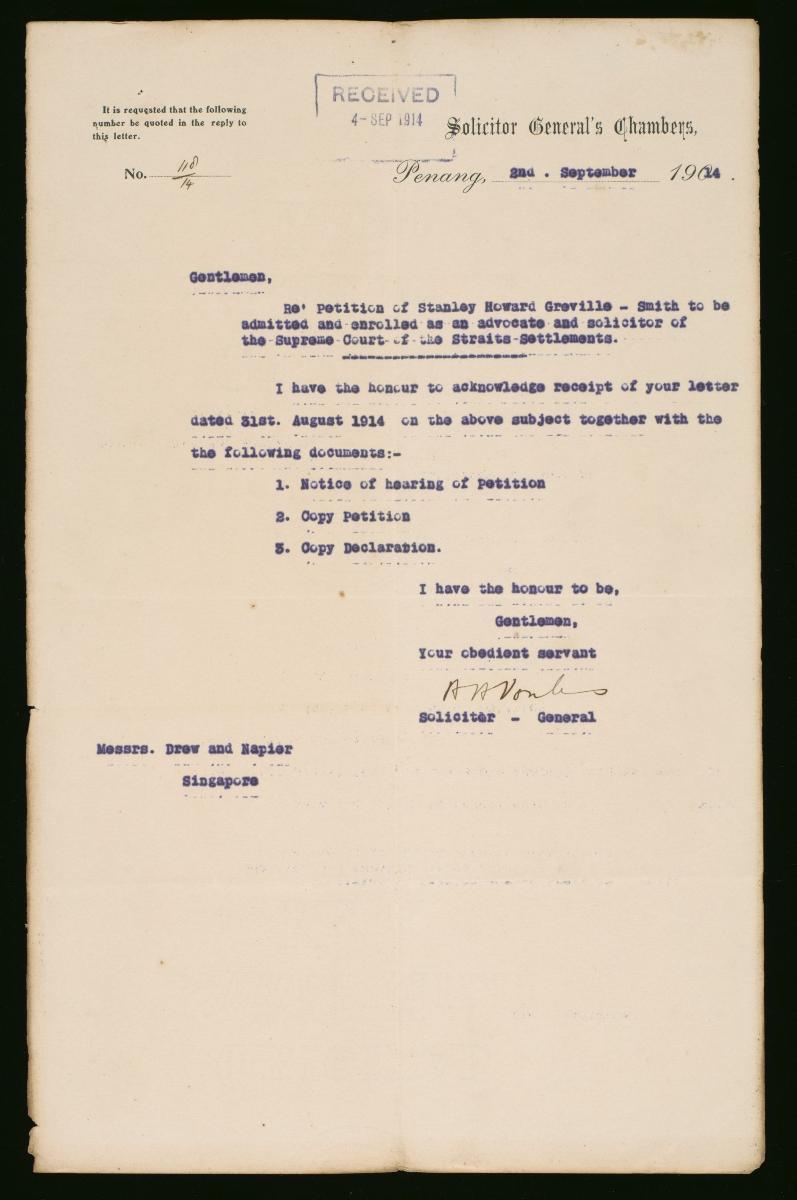 It is requested that the following
number be quoted in the reply to
this letter.
RECEIVED
4- SEP 1914
Solicitor General's Chambers,
No. 118/14
Penang, 2nd. September 190 14.
Gentlemen,
Re' Petition of Stanley Howard Greville - Smith to be
admitted and enrolled as an advocate and solicitor of
the Supreme Court of the Straits Settlements.
I have the honour to acknowledge receipt of your letter
dated 31st. August 1914 on the above subject together with the
the following documents:-
1. Notice of hearing of Petition
2. Copy Petition
3. Copy Declaration.
I have the honour to be,
Gentlemen,
Your obedient servant
Solicitor - General
Messrs. Drew and Napier
Singapore